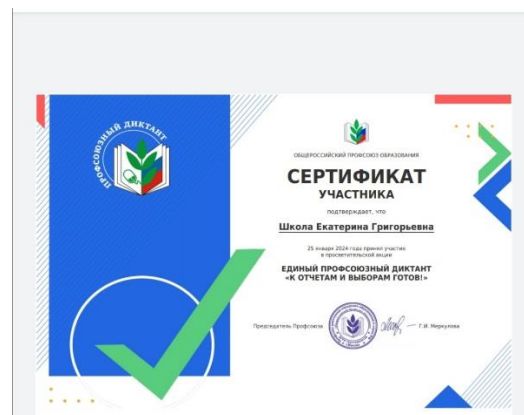 ПРОФСОЮЗНЫЙ ДИКТАНТ
ОБЩЕРОССИЙСКИЙ ПРОФСОЮЗ ОБРАЗОВАНИЯ
СЕРТИФИКАТ
УЧАСТНИКА
подтверждает, что
Школа Екатерина Григорьевна
25 января 2024 года принял участие
в просветительской акции
ЕДИНЫЙ ПРОФСОЮЗНЫЙ ДИКТАНТ
«К ОТЧЕТАМ И ВЫБОРАМ ГОТОВ!»
Председатель Профсоюза
Г.И. Меркулова